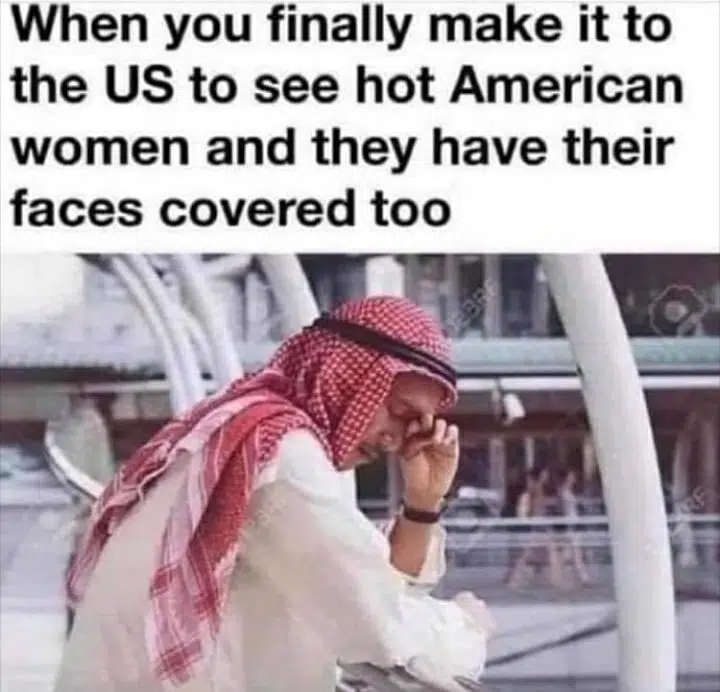 When you finally make it to
the US to see hot American
women and they have their
faces covered too